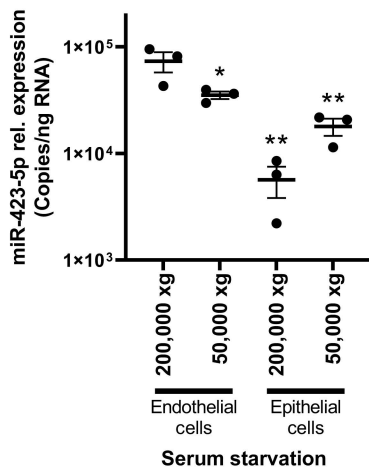 miR-423-5p rel. expression
(Copies/ng RNA)
1×10⁵
1×10⁴
1×10³
*
**
**
200,000 xg
50,000 xg
200,000 xg
50,000 xg
Endothelial
cells
Epithelial
cells
Serum starvation